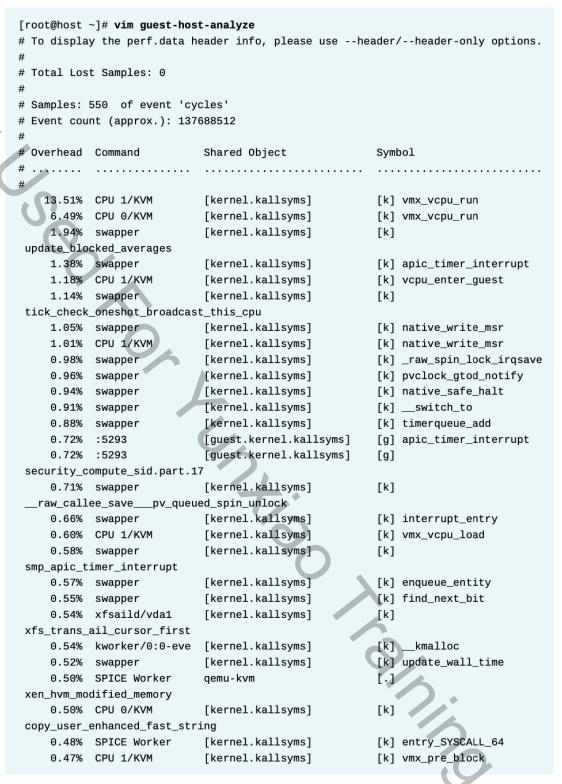 [root@host ~]# vim guest-host-analyze
# To display the perf.data header info, please use --header/--header-only options.
#
# Total Lost Samples: 0
#
# Samples: 550  of event 'cycles'
# Event count (approx.): 137688512
#
# Overhead  Command          Shared Object             Symbol
# ........  ...............  ........................  .........................
#
    13.51%  CPU 1/KVM        [kernel.kallsyms]         [k] vmx_vcpu_run
     6.49%  CPU 0/KVM        [kernel.kallsyms]         [k] vmx_vcpu_run
     1.94%  swapper          [kernel.kallsyms]         [k]
 update_blocked_averages
     1.38%  swapper          [kernel.kallsyms]         [k] apic_timer_interrupt
     1.18%  CPU 1/KVM        [kernel.kallsyms]         [k] vcpu_enter_guest
     1.14%  swapper          [kernel.kallsyms]         [k]
 tick_check_oneshot_broadcast_this_cpu
     1.05%  swapper          [kernel.kallsyms]         [k] native_write_msr
     1.01%  CPU 1/KVM        [kernel.kallsyms]         [k] native_write_msr
     0.98%  swapper          [kernel.kallsyms]         [k] _raw_spin_lock_irqsave
     0.96%  swapper          [kernel.kallsyms]         [k] pvclock_gtod_notify
     0.94%  swapper          [kernel.kallsyms]         [k] native_safe_halt
     0.91%  swapper          [kernel.kallsyms]         [k] __switch_to
     0.88%  swapper          [kernel.kallsyms]         [k] timerqueue_add
     0.72%  :5293            [guest.kernel.kallsyms]   [g] apic_timer_interrupt
     0.72%  :5293            [guest.kernel.kallsyms]   [g]
 security_compute_sid.part.17
     0.71%  swapper          [kernel.kallsyms]         [k]
 __raw_callee_save___pv_queued_spin_unlock
     0.66%  swapper          [kernel.kallsyms]         [k] interrupt_entry
     0.60%  CPU 1/KVM        [kernel.kallsyms]         [k] vmx_vcpu_load
     0.58%  swapper          [kernel.kallsyms]         [k]
 smp_apic_timer_interrupt
     0.57%  swapper          [kernel.kallsyms]         [k] enqueue_entity
     0.55%  swapper          [kernel.kallsyms]         [k] find_next_bit
     0.54%  xfsaild/vda1     [kernel.kallsyms]         [k]
 xfs_trans_ail_cursor_first
     0.54%  kworker/0:0-eve  [kernel.kallsyms]         [k] __kmalloc
     0.52%  swapper          [kernel.kallsyms]         [k] update_wall_time
     0.50%  SPICE Worker     qemu-kvm                  [.]
 xen_hvm_modified_memory
     0.50%  CPU 0/KVM        [kernel.kallsyms]         [k]
 copy_user_enhanced_fast_string
     0.48%  SPICE Worker     [kernel.kallsyms]         [k] entry_SYSCALL_64
     0.47%  CPU 1/KVM        [kernel.kallsyms]         [k] vmx_pre_block
Used For Yunxiao Training